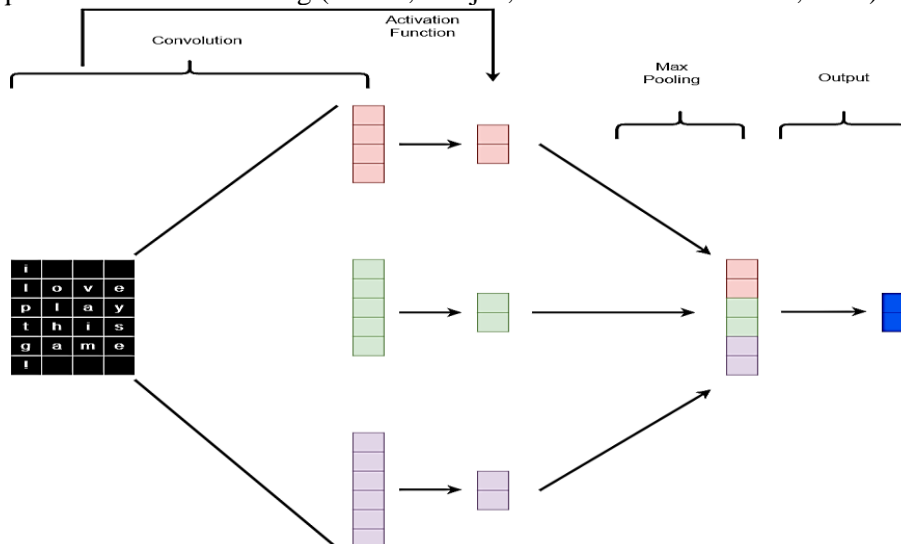 Activation
Function
Convolution
Max
Pooling
Output
i
l o v e
p l a y
t h i s
g a m e
!